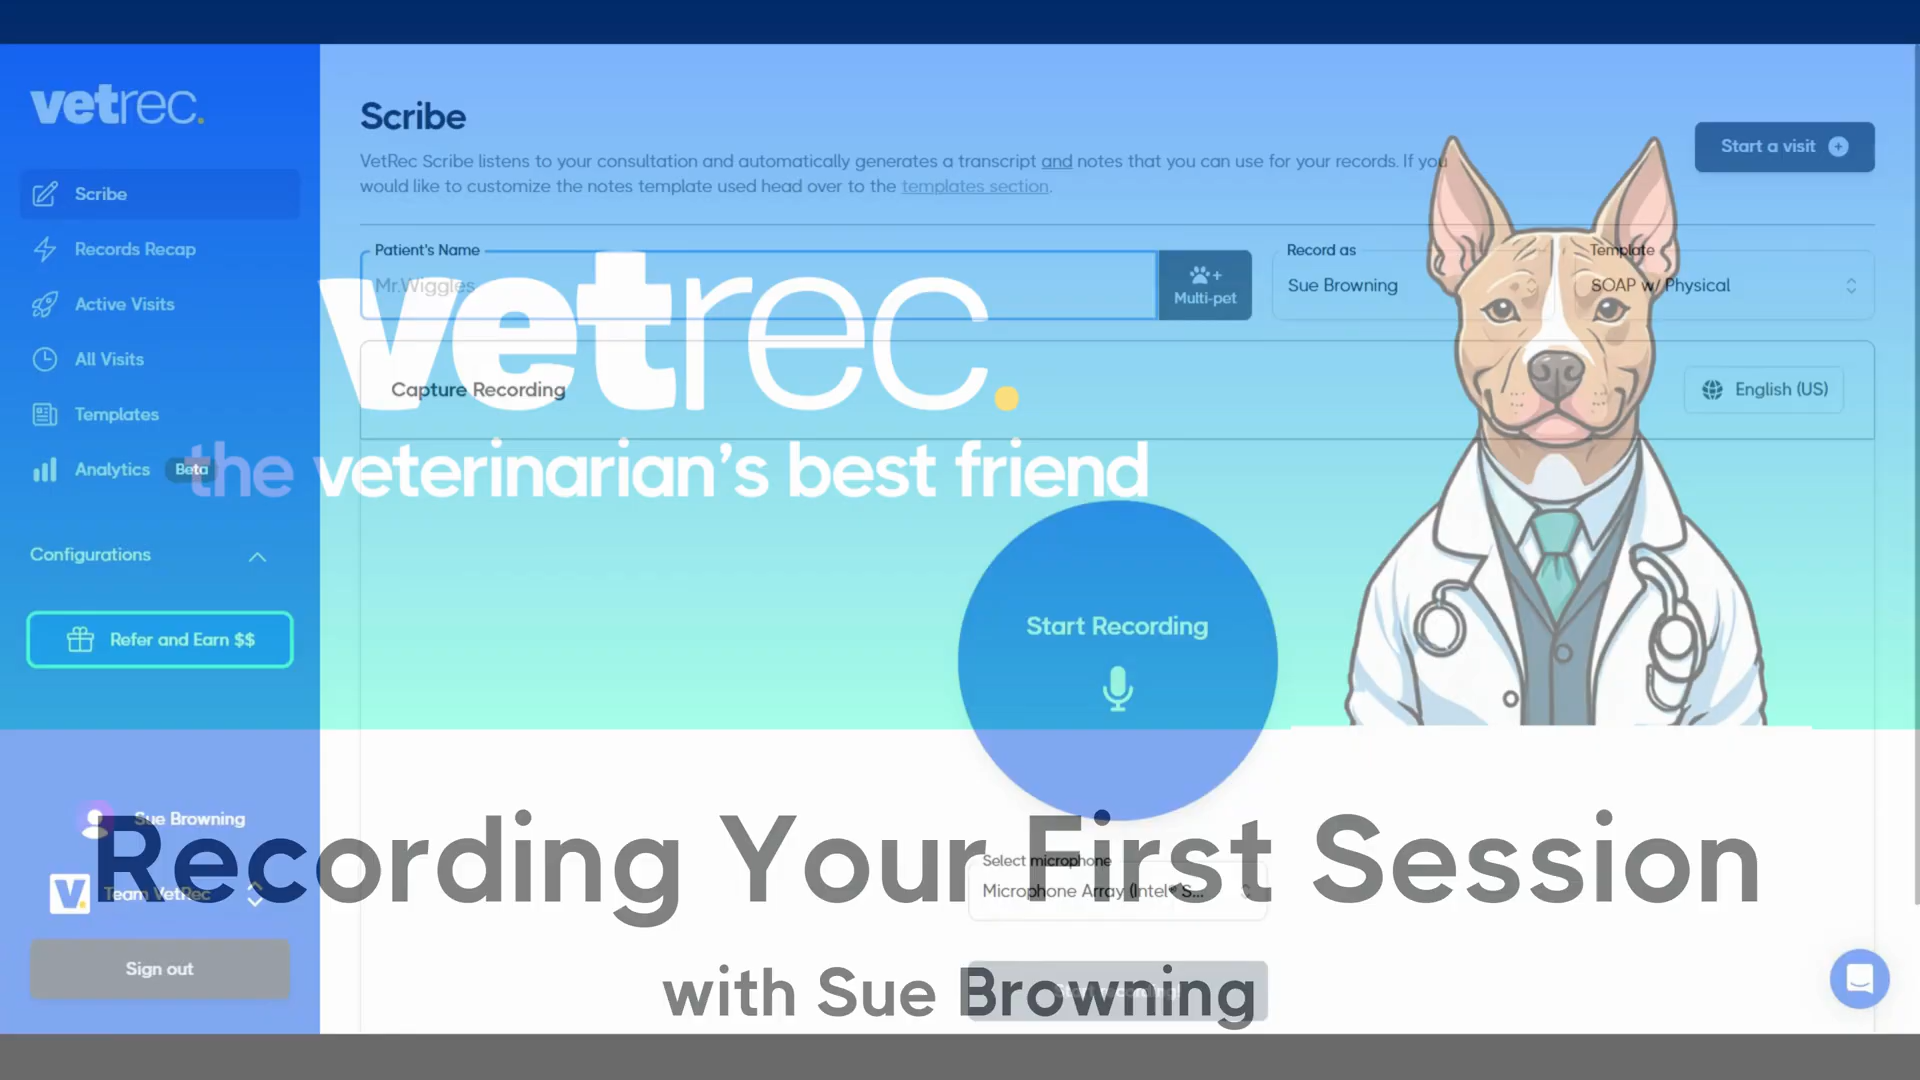 vetrec.
Scribe
Records Recap
Active Visits
All Visits
Templates
Analytics Beta
Configurations
Refer and Earn $$
Sue Browning
Team VetRec
Sign out
Scribe
VetRec Scribe listens to your consultation and automatically generates a transcript and notes that you can use for your records. If you
would like to customize the notes template used head over to the templates section.
Start a visit
Patient's Name
Mr.Wiggles
Multi-pet
Record as
Sue Browning
Template
SOAP w/ Physical
Capture Recording
English (US)
vetrec.
the veterinarian's best friend
Start Recording
Select microphone
Microphone Array (Intel® S...
Recording Your First Session
with Sue Browning